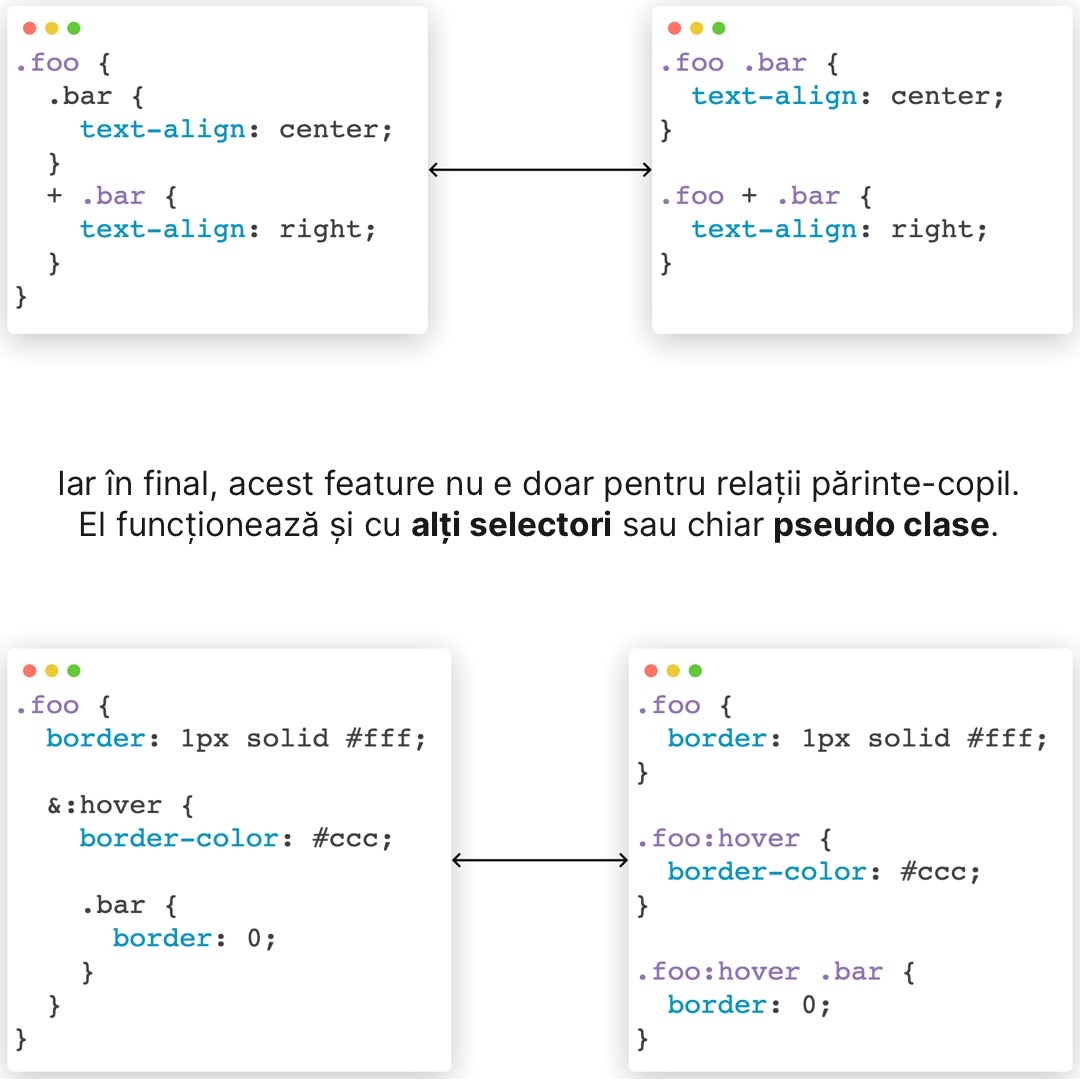 .foo {
  .bar {
    text-align: center;
  }
  + .bar {
    text-align: right;
  }
}
.foo .bar {
  text-align: center;
}

.foo + .bar {
  text-align: right;
}
Iar în final, acest feature nu e doar pentru relații părinte-copil.
El funcționează și cu alți selectori sau chiar pseudo clase.
.foo {
  border: 1px solid #fff;

  &:hover {
    border-color: #ccc;

    .bar {
      border: 0;
    }
  }
}
.foo {
  border: 1px solid #fff;
}

.foo:hover {
  border-color: #ccc;
}

.foo:hover .bar {
  border: 0;
}